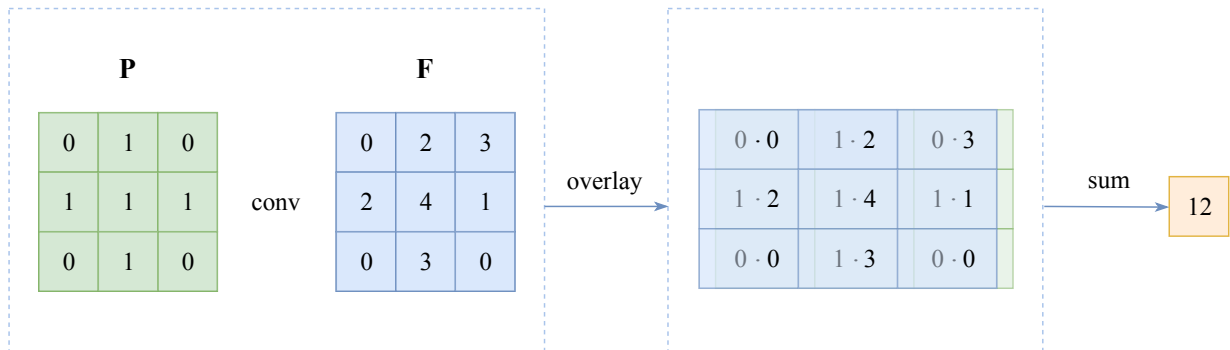 P F
0 1 0 0 2 3 0 · 0 1 · 2 0 · 3
overlay sum
1 1 1 conv 2 4 1 1 · 2 1 · 4 1 · 1 12
0 1 0 0 3 0 0 · 0 1 · 3 0 · 0